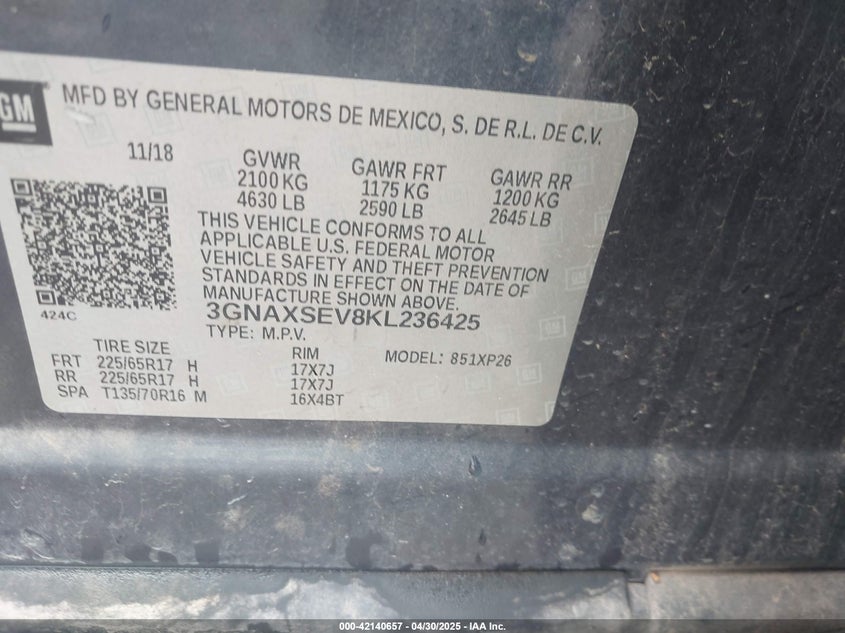 GM
MFD BY GENERAL MOTORS DE MEXICO, S. DE R.L. DE C.V.
11/18 GVWR GAWR FRT GAWR RR
2100 KG 1175 KG 1200 KG
4630 LB 2590 LB 2645 LB
THIS VEHICLE CONFORMS TO ALL
APPLICABLE U.S. FEDERAL MOTOR
VEHICLE SAFETY AND THEFT PREVENTION
STANDARDS IN EFFECT ON THE DATE OF
MANUFACTURE SHOWN ABOVE.
424C
3GNAXSEV8KL236425
TYPE: M.P.V.
TIRE SIZE RIM MODEL: 851XP26
FRT 225/65R17 H 17X7J
RR 225/65R17 H 17X7J
SPA T135/70R16 M 16X4BT
000-42140657 - 04/30/2025 - IAA Inc.